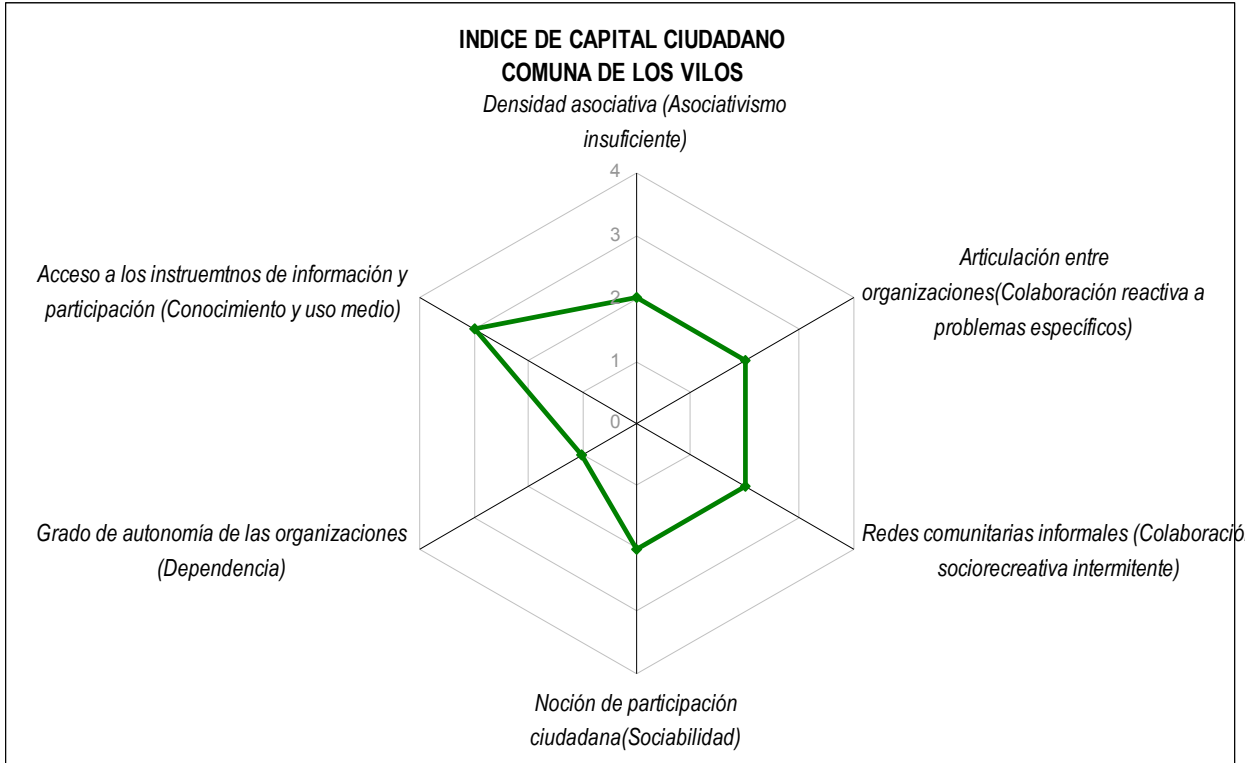 INDICE DE CAPITAL CIUDADANO
COMUNA DE LOS VILOS
Densidad asociativa (Asociativismo
insuficiente)
4
3
2
1
0
Articulación entre
organizaciones(Colaboración reactiva a
problemas específicos)
Redes comunitarias informales (Colaboració
sociorecreativa intermitente)
Noción de participación
ciudadana(Sociabilidad)
Grado de autonomía de las organizaciones
(Dependencia)
Acceso a los instruemtnos de información y
participación (Conocimiento y uso medio)